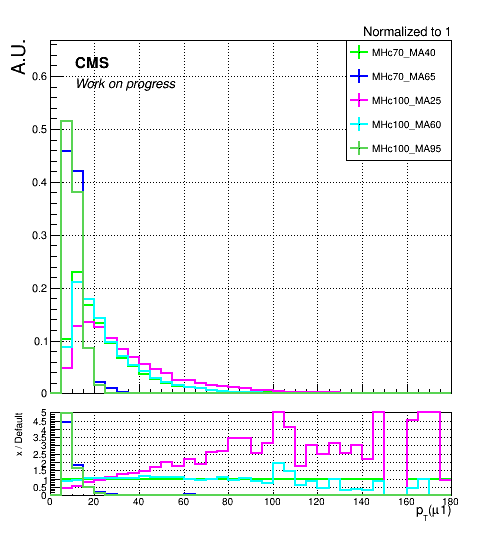 Normalized to 1
A.U.
CMS
Work on progress
MHc70_MA40
MHc70_MA65
MHc100_MA25
MHc100_MA60
MHc100_MA95
0.6
0.5
0.4
0.3
0.2
0.1
0
x / Default
5
4.5
4
3.5
3
2.5
2
1.5
1
0.5
0
0 20 40 60 80 100 120 140 160 180
p_T(μ1)